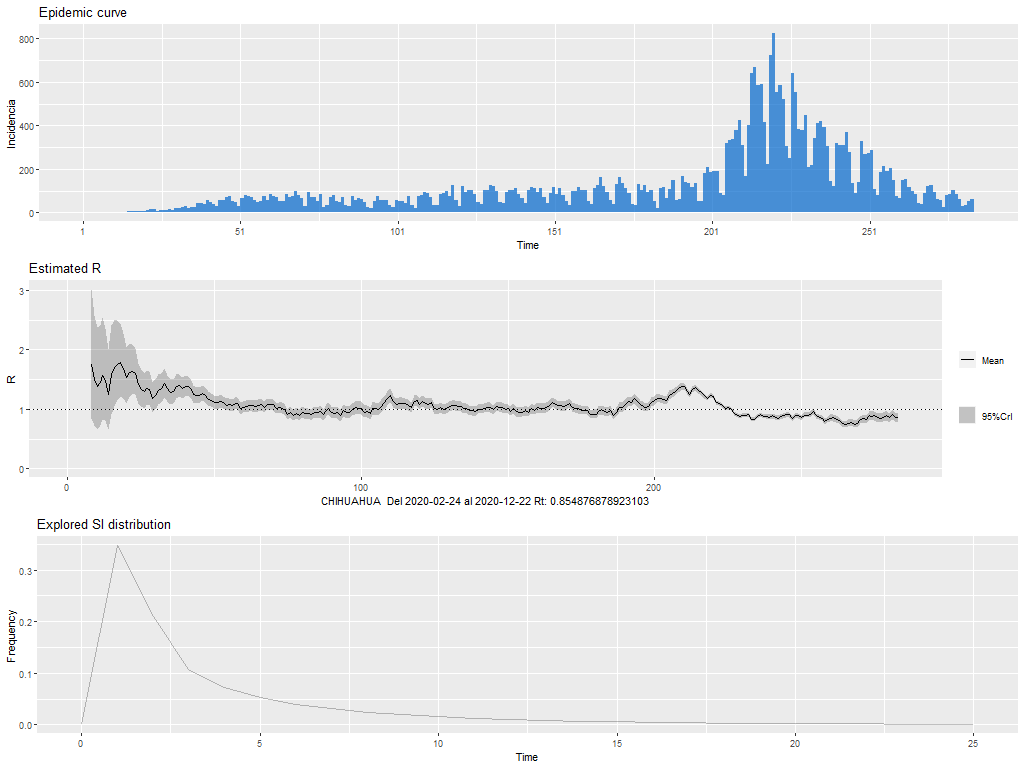 Epidemic curve
800
600
400
200
0
Incidencia
1
51
101
151
201
251
Time
Estimated R
3
2
1
0
R
Mean
95%CrI
0
100
200
CHIHUAHUA Del 2020-02-24 al 2020-12-22 Rt: 0.854876878923103
Explored SI distribution
0.3
0.2
0.1
0.0
Frequency
0
5
10
15
20
25
Time